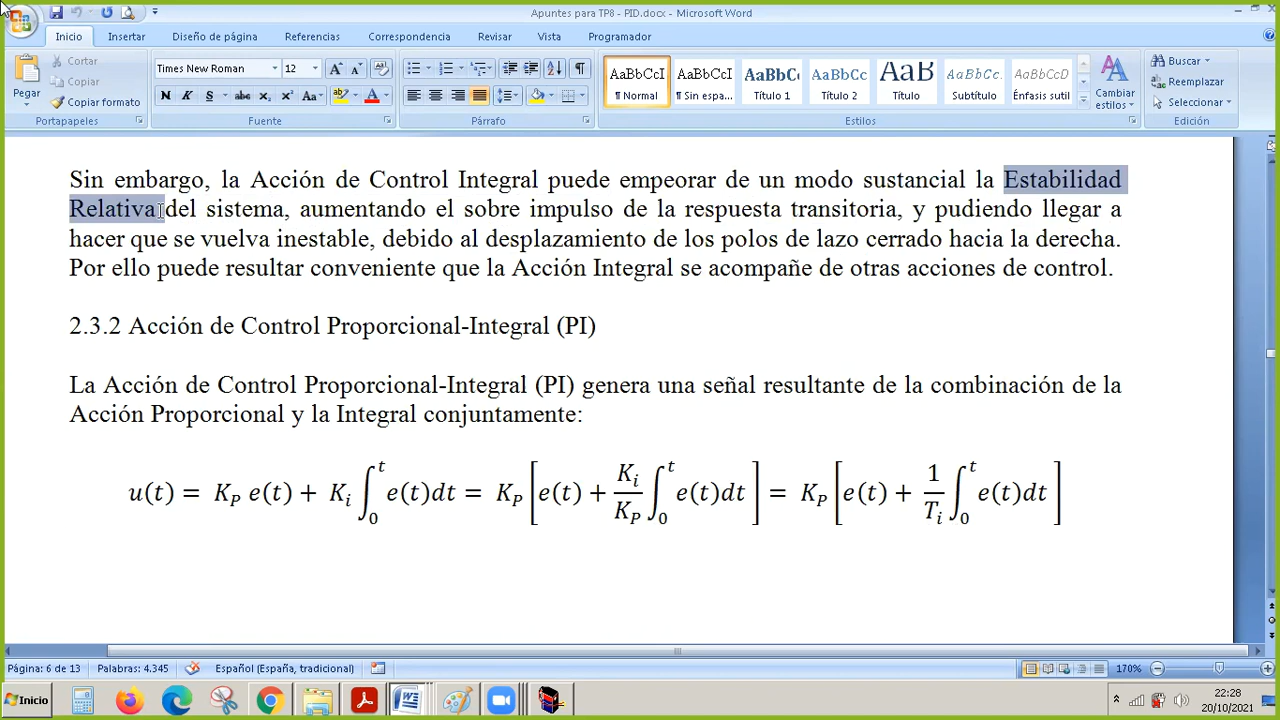 Apuntes para TP8 - PID.docx - Microsoft Word
Inicio Insertar Diseño de página Referencias Correspondencia Revisar Vista Programador
Cortar
Copiar
Copiar formato
Pegar
Portapapeles
Times New Roman 12
N K S abc x₂ x² Aa
Fuente
Párrafo
AaBbCcI AaBbCcI AaBbC AaBbCc AaB AaBbCc. AaBbCcI
¶ Normal ¶ Sin espa... Título 1 Título 2 Título Subtítulo Énfasis sutil
Cambiar estilos
Estilos
Buscar
Reemplazar
Seleccionar
Edición
Sin embargo, la Acción de Control Integral puede empeorar de un modo sustancial la Estabilidad
Relativa del sistema, aumentando el sobre impulso de la respuesta transitoria, y pudiendo llegar a
hacer que se vuelva inestable, debido al desplazamiento de los polos de lazo cerrado hacia la derecha.
Por ello puede resultar conveniente que la Acción Integral se acompañe de otras acciones de control.
2.3.2 Acción de Control Proporcional-Integral (PI)
La Acción de Control Proporcional-Integral (PI) genera una señal resultante de la combinación de la
Acción Proporcional y la Integral conjuntamente:
u(t) = K_P e(t) + K_i ∫₀ᵗ e(t)dt = K_P [e(t) + K_i/K_P ∫₀ᵗ e(t)dt] = K_P [e(t) + 1/T_i ∫₀ᵗ e(t)dt]
Página: 6 de 13 Palabras: 4.345 Español (España, tradicional) 170%
Inicio 22:28
20/10/2021